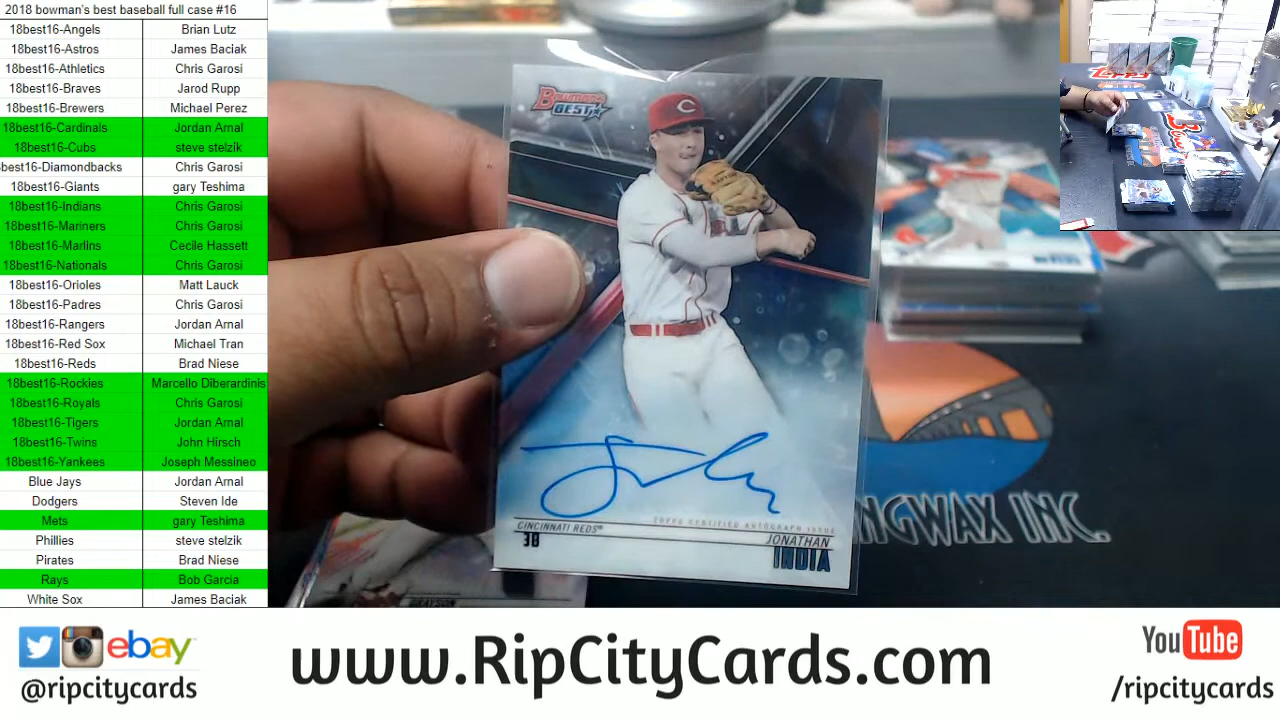 2018 bowman's best baseball full case #16
18best16-Angels Brian Lutz
18best16-Astros James Baciak
18best16-Athletics Chris Garosi
18best16-Braves Jarod Rupp
18best16-Brewers Michael Perez
18best16-Cardinals Jordan Arnal
18best16-Cubs steve stelzik
best16-Diamondbacks Chris Garosi
18best16-Giants gary Teshima
18best16-Indians Chris Garosi
18best16-Mariners Chris Garosi
18best16-Marlins Cecile Hassett
18best16-Nationals Chris Garosi
18best16-Orioles Matt Lauck
18best16-Padres Chris Garosi
18best16-Rangers Jordan Arnal
18best16-Red Sox Michael Tran
18best16-Reds Brad Niese
18best16-Rockies Marcello Diberardinis
18best16-Royals Chris Garosi
18best16-Tigers Jordan Arnal
18best16-Twins John Hirsch
18best16-Yankees Joseph Messineo
Blue Jays Jordan Arnal
Dodgers Steven Ide
Mets gary Teshima
Phillies steve stelzik
Pirates Brad Niese
Rays Bob Garcia
White Sox James Baciak
BOWMAN'S
BEST
C
TOPPS CERTIFIED AUTOGRAPH ISSUE
CINCINNATI REDS
3B
JONATHAN
INDIA
GRAYSON
NGWAX INC.
ebay
@ripcitycards
www.RipCityCards.com
YouTube
/ripcitycards